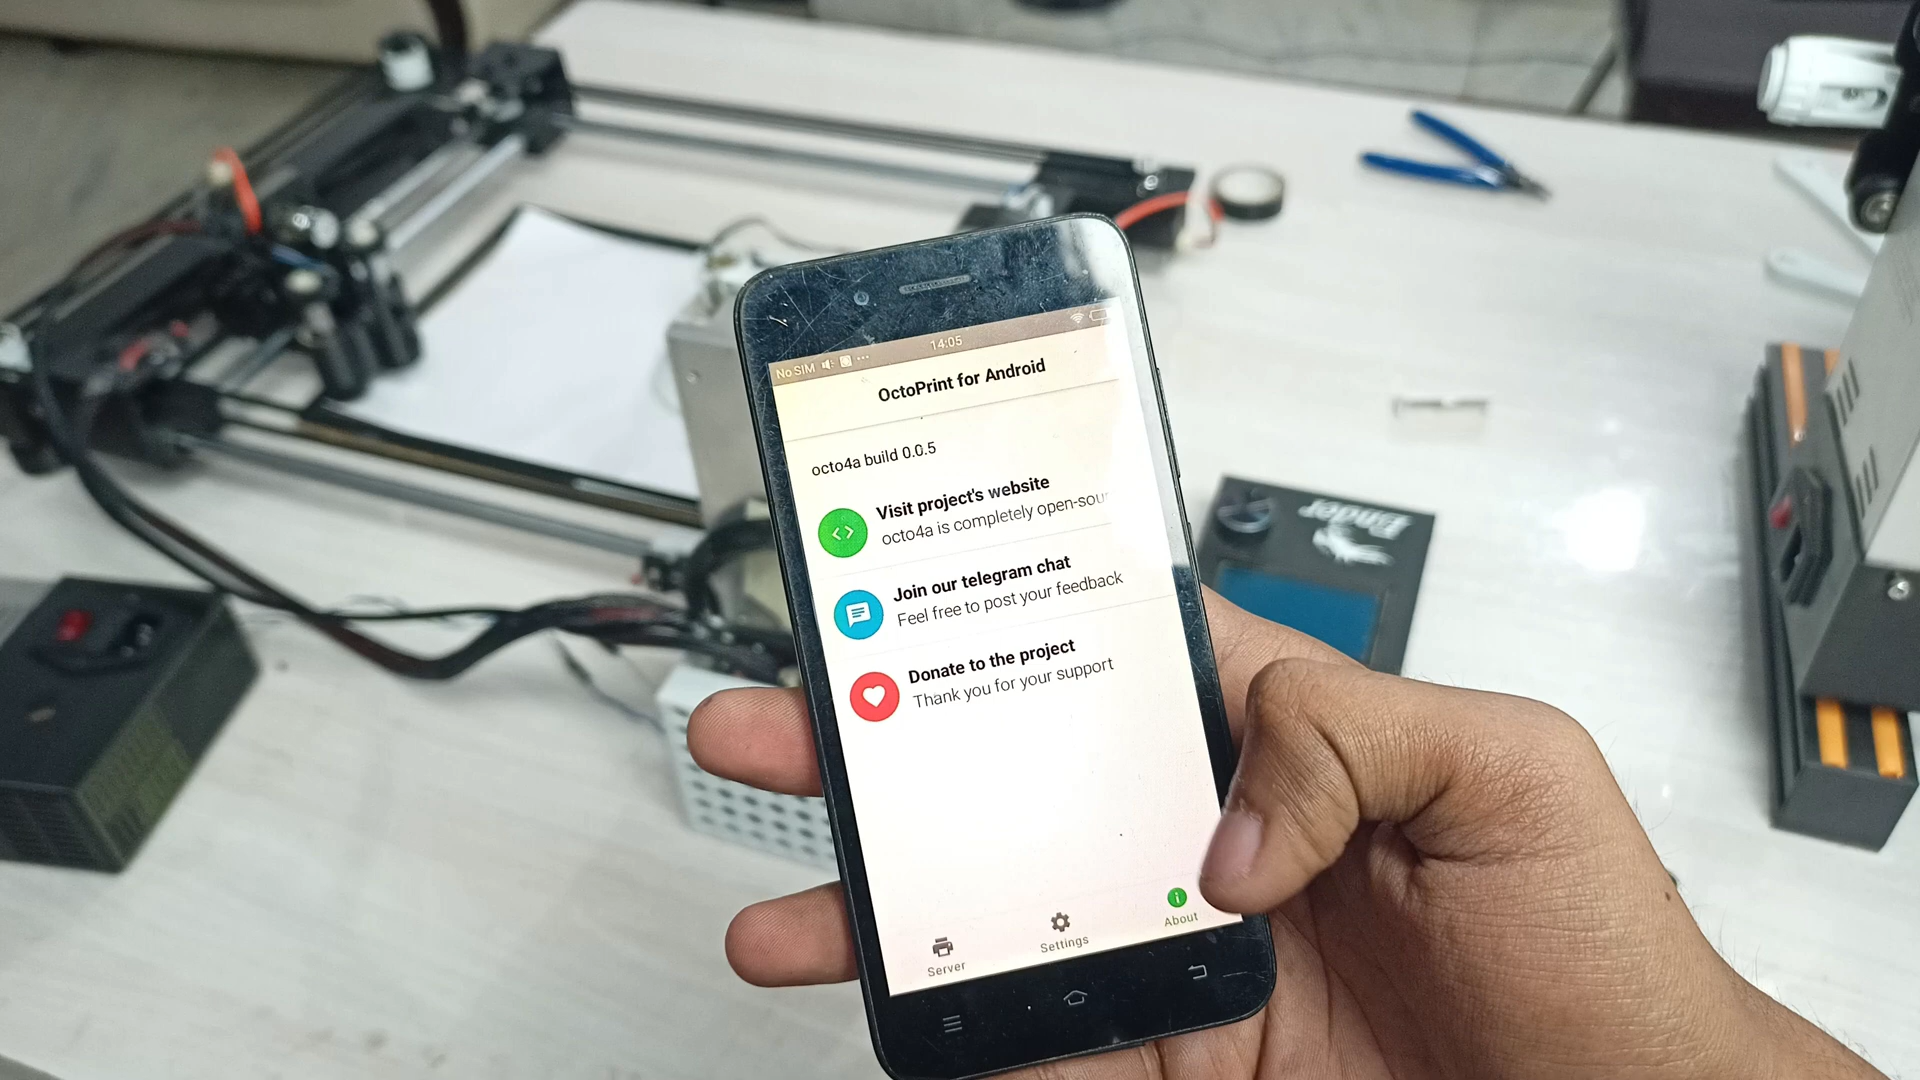 No SIM
14:05
OctoPrint for Android
octo4a build 0.0.5
Visit project's website
octo4a is completely open-sour
Join our telegram chat
Feel free to post your feedback
Donate to the project
Thank you for your support
Server
Settings
About
Ender